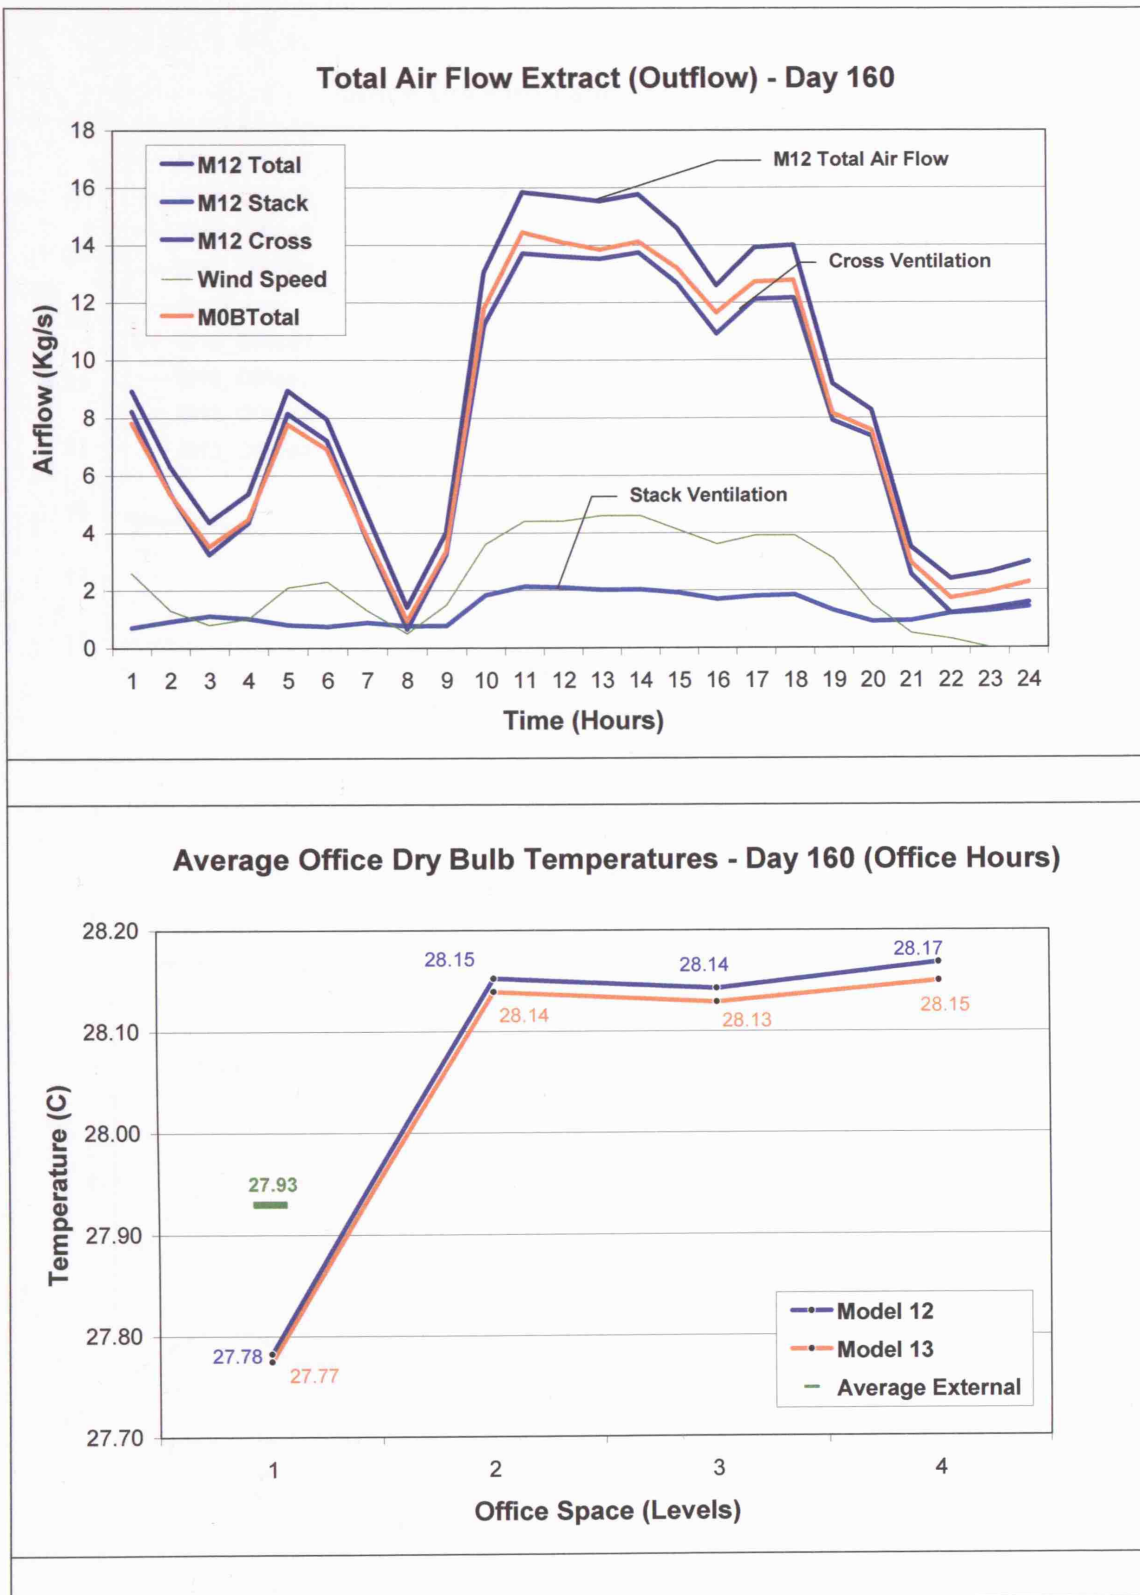 Total Air Flow Extract (Outflow) - Day 160
18
16
14
12
10
8
6
4
2
0
Airflow (Kg/s)
M12 Total
M12 Stack
M12 Cross
Wind Speed
M0BTotal
M12 Total Air Flow
Cross Ventilation
Stack Ventilation
1 2 3 4 5 6 7 8 9 10 11 12 13 14 15 16 17 18 19 20 21 22 23 24
Time (Hours)
Average Office Dry Bulb Temperatures - Day 160 (Office Hours)
28.20
28.10
28.00
27.90
27.80
27.70
Temperature (C)
28.15
28.14
28.17
28.14
28.13
28.15
27.93
27.78
27.77
Model 12
Model 13
Average External
1 2 3 4
Office Space (Levels)